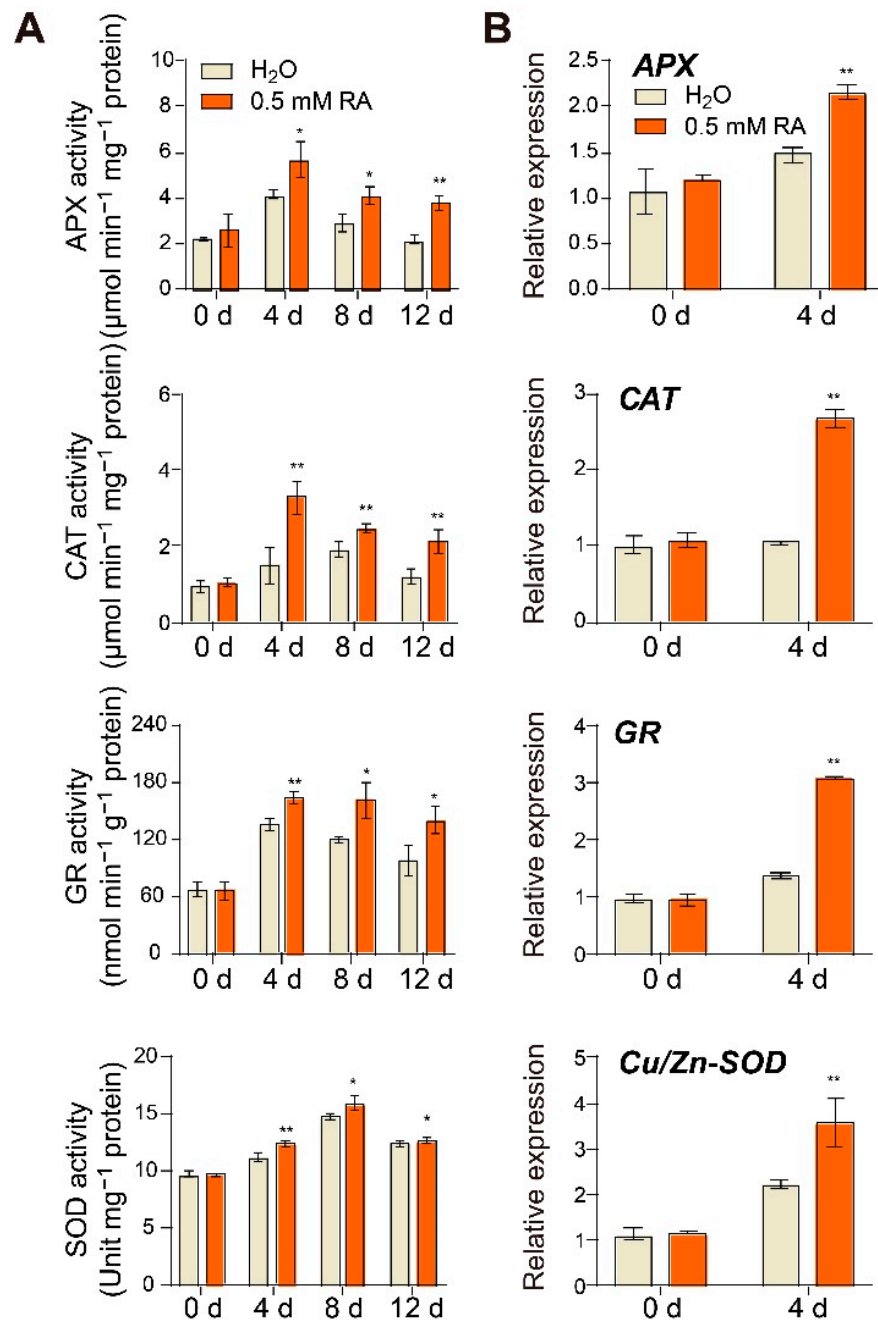 A
APX activity
(μmol min⁻¹ mg⁻¹ protein)
10
8
6
4
2
0
H₂O
0.5 mM RA
*
*
**
0 d 4 d 8 d 12 d
B
Relative expression
2.5
2.0
1.5
1.0
0.5
0.0
APX
H₂O
0.5 mM RA
**
0 d 4 d
CAT activity
(μmol min⁻¹ mg⁻¹ protein)
6
4
2
0
**
**
**
0 d 4 d 8 d 12 d
Relative expression
3
2
1
0
CAT
**
0 d 4 d
GR activity
(nmol min⁻¹ g⁻¹ protein)
240
180
120
60
0
**
*
*
0 d 4 d 8 d 12 d
Relative expression
4
3
2
1
0
GR
**
0 d 4 d
SOD activity
(Unit mg⁻¹ protein)
20
15
10
5
0
**
*
*
0 d 4 d 8 d 12 d
Relative expression
5
4
3
2
1
0
Cu/Zn-SOD
**
0 d 4 d